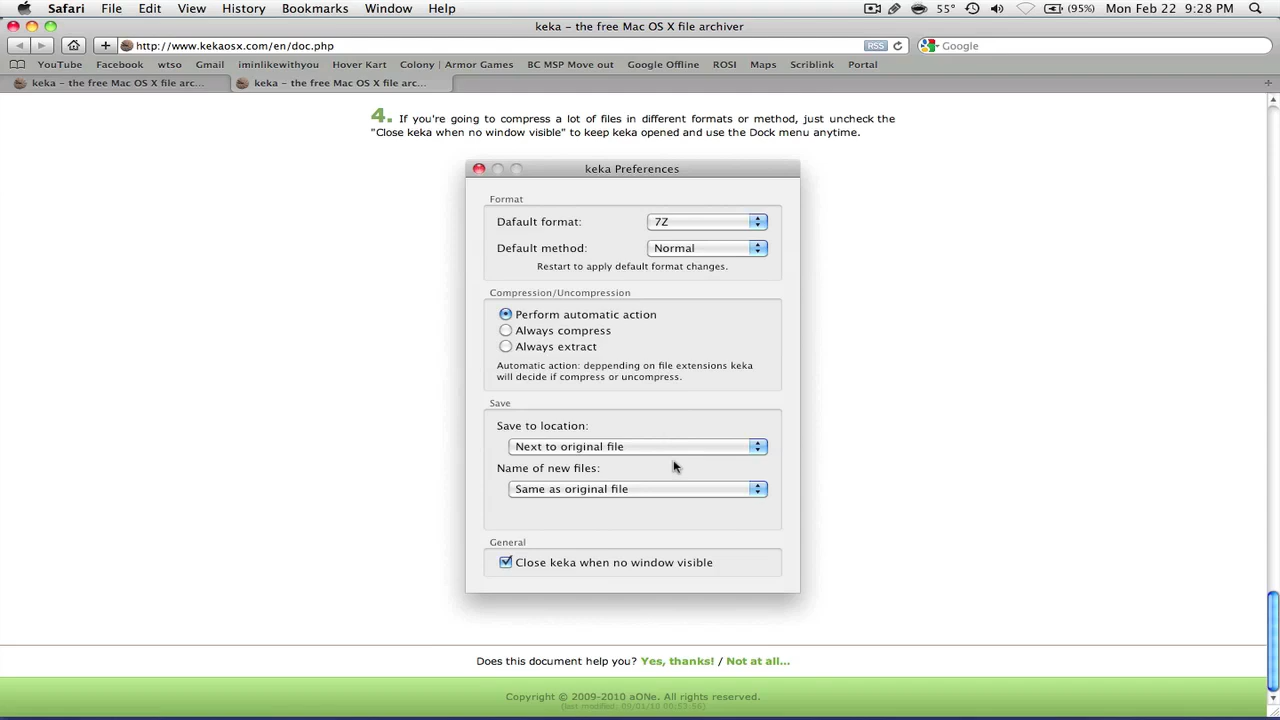 Safari File Edit View History Bookmarks Window Help 55° (95%) Mon Feb 22 9:28 PM
keka – the free Mac OS X file archiver
http://www.kekaosx.com/en/doc.php RSS Google
YouTube Facebook wtso Gmail iminlikewithyou Hover Kart Colony | Armor Games BC MSP Move out Google Offline ROSI Maps Scriblink Portal
keka – the free Mac OS X file arc... keka – the free Mac OS X file arc...
4. If you're going to compress a lot of files in different formats or method, just uncheck the
"Close keka when no window visible" to keep keka opened and use the Dock menu anytime.
keka Preferences
Format
Dafault format: 7Z
Default method: Normal
Restart to apply default format changes.
Compression/Uncompression
Perform automatic action
Always compress
Always extract
Automatic action: deppending on file extensions keka
will decide if compress or uncompress.
Save
Save to location:
Next to original file
Name of new files:
Same as original file
General
Close keka when no window visible
Does this document help you? Yes, thanks! / Not at all...
Copyright © 2009-2010 aONe. All rights reserved.
(last modified: 09/01/10 00:53:56)